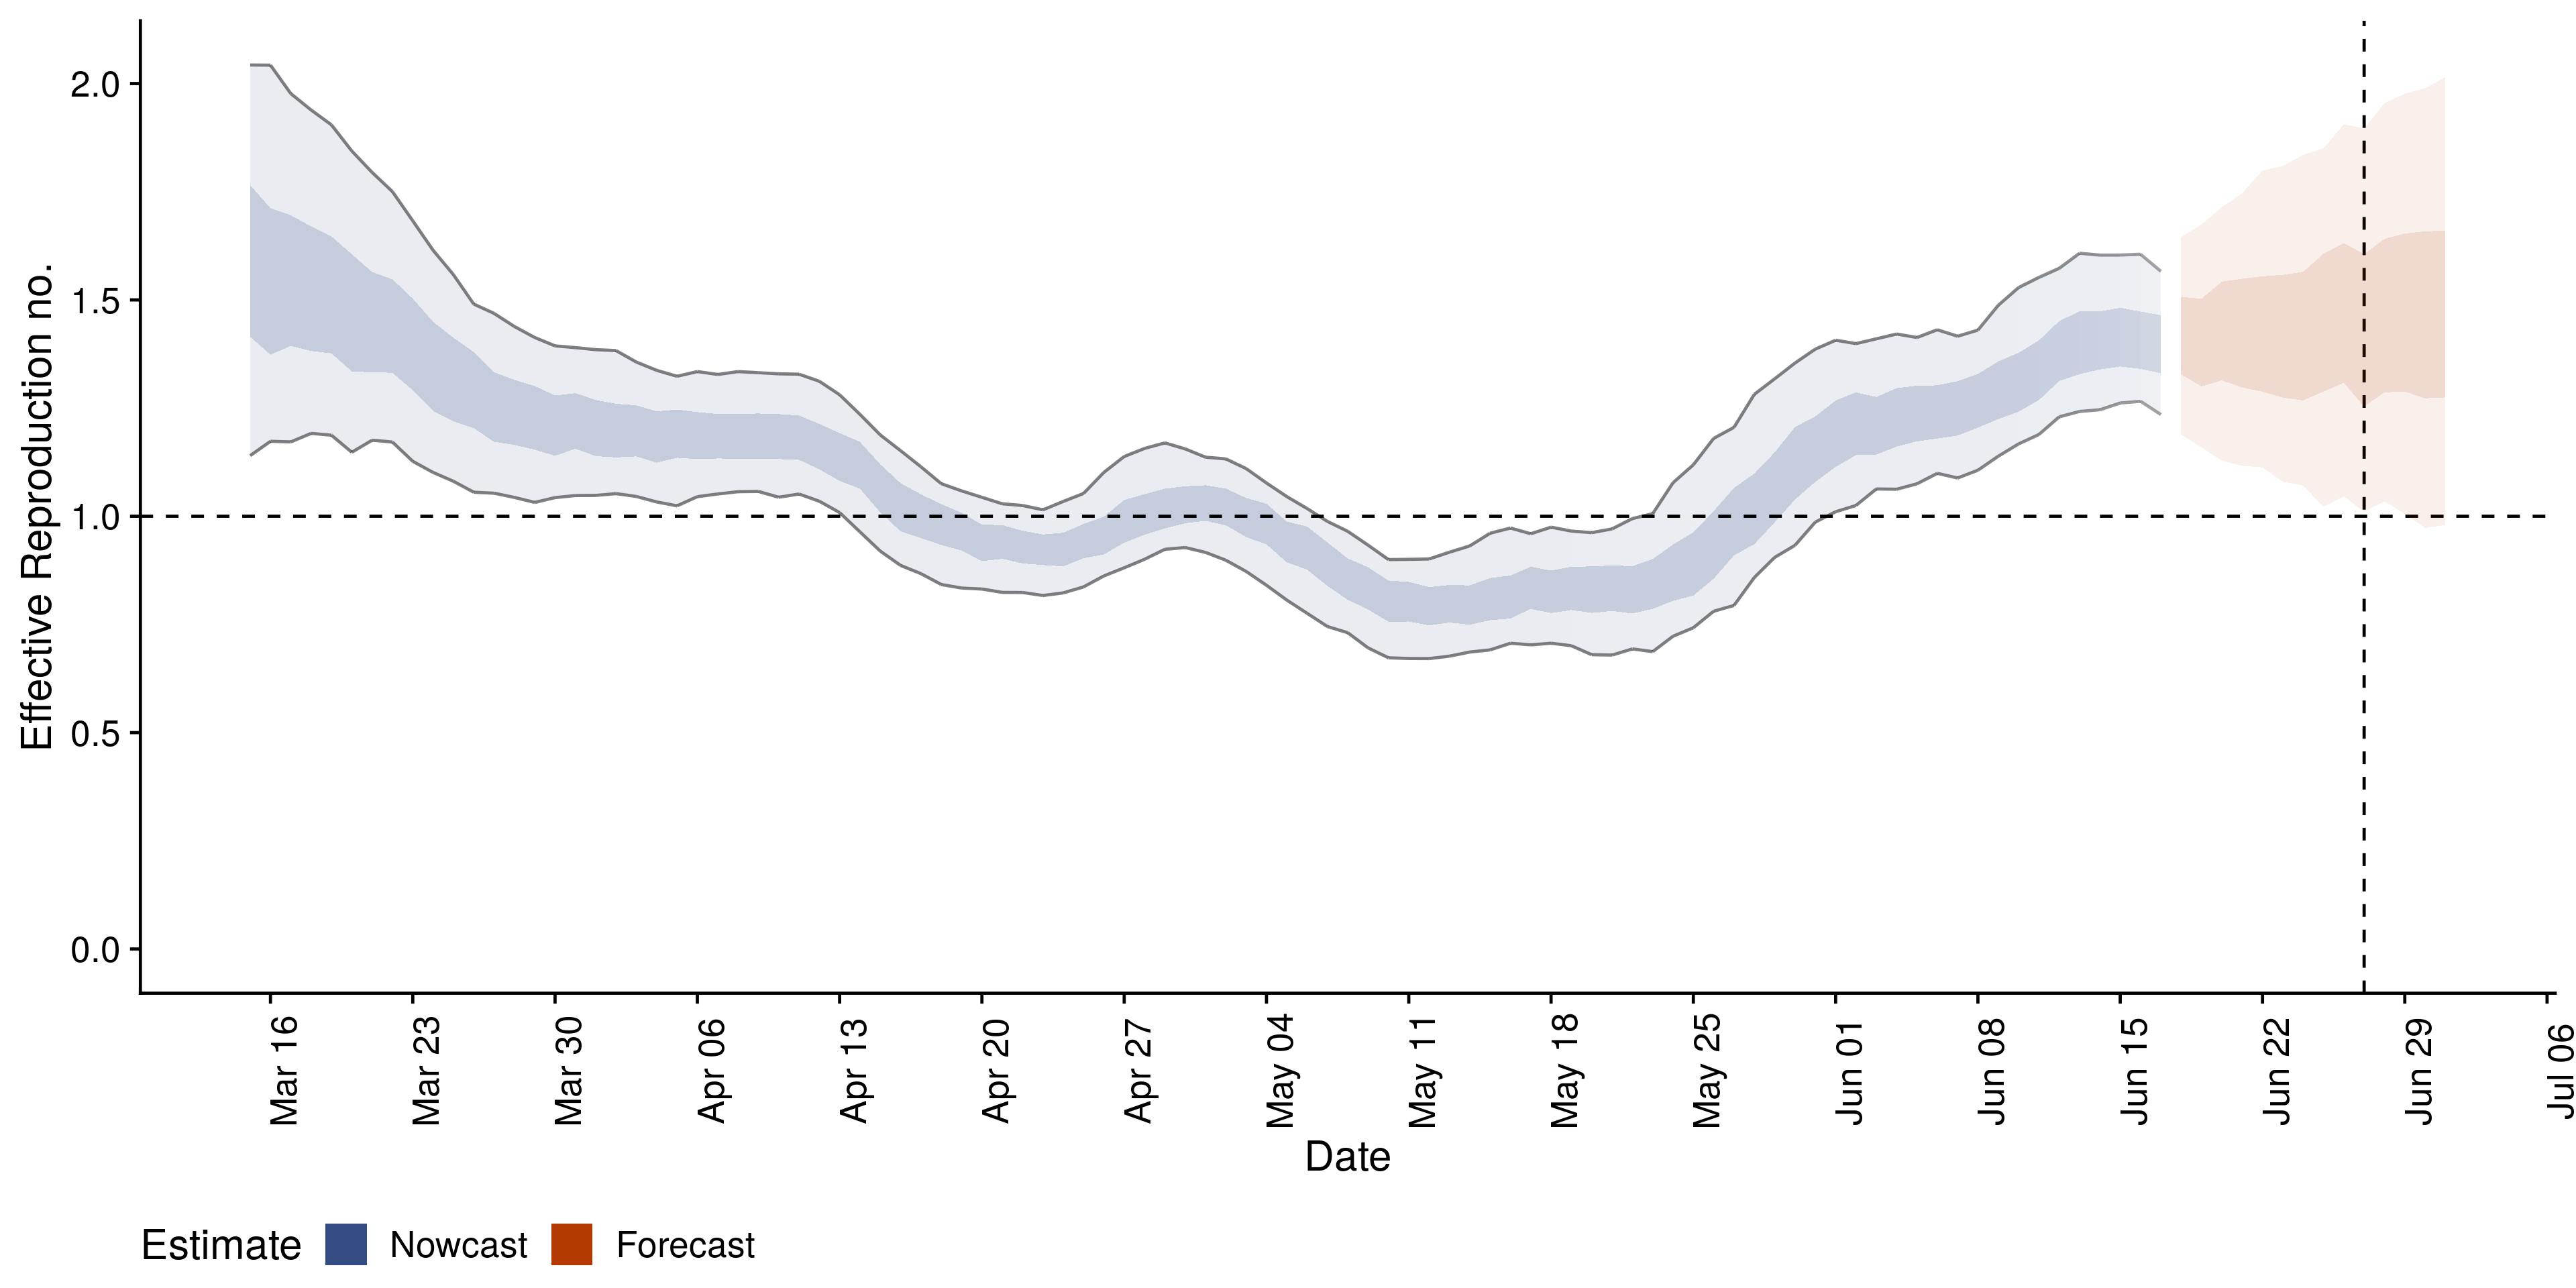 Effective Reproduction no.
2.0
1.5
1.0
0.5
0.0
Mar 16
Mar 23
Mar 30
Apr 06
Apr 13
Apr 20
Apr 27
May 04
May 11
May 18
May 25
Jun 01
Jun 08
Jun 15
Jun 22
Jun 29
Jul 06
Date
Estimate Nowcast Forecast